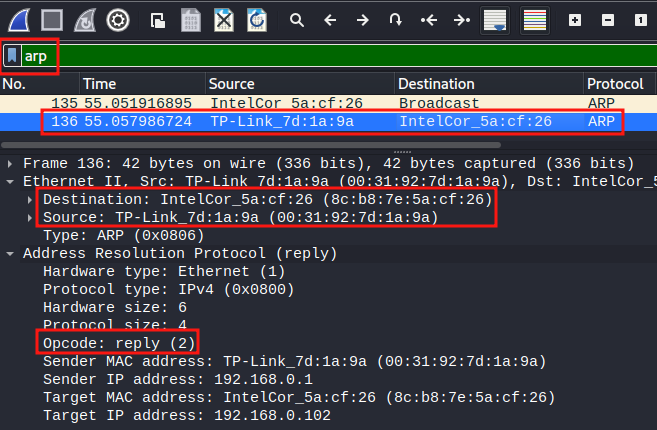 arp
No. Time Source Destination Protocol
135 55.051916895 IntelCor 5a:cf:26 Broadcast ARP
136 55.057986724 TP-Link_7d:1a:9a IntelCor_5a:cf:26 ARP
Frame 136: 42 bytes on wire (336 bits), 42 bytes captured (336 bits)
Ethernet II, Src: TP-Link 7d:1a:9a (00:31:92:7d:1a:9a), Dst: IntelCor_5
Destination: IntelCor_5a:cf:26 (8c:b8:7e:5a:cf:26)
Source: TP-Link_7d:1a:9a (00:31:92:7d:1a:9a)
Type: ARP (0x0806)
Address Resolution Protocol (reply)
Hardware type: Ethernet (1)
Protocol type: IPv4 (0x0800)
Hardware size: 6
Protocol size: 4
Opcode: reply (2)
Sender MAC address: TP-Link_7d:1a:9a (00:31:92:7d:1a:9a)
Sender IP address: 192.168.0.1
Target MAC address: IntelCor_5a:cf:26 (8c:b8:7e:5a:cf:26)
Target IP address: 192.168.0.102